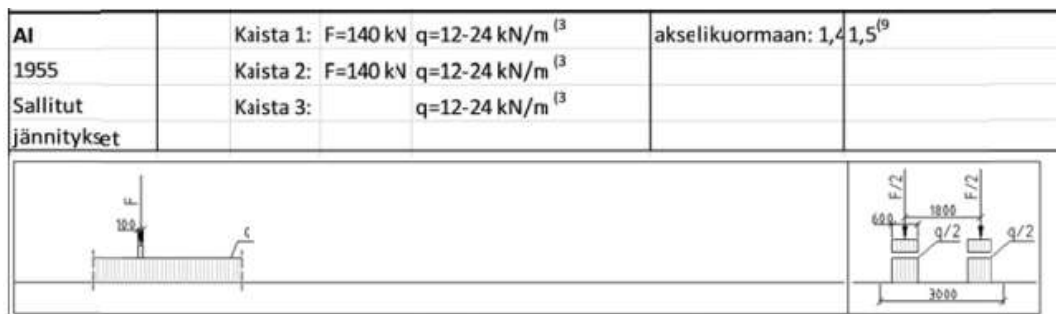 AI Kaista 1: F=140 kN q=12-24 kN/m (3 akselikuormaan: 1,4 1,5(9
1955 Kaista 2: F=140 kN q=12-24 kN/m (3
Sallitut Kaista 3: q=12-24 kN/m (3
jännitykset
F F/2 F/2
100 600 1800
q/2 q/2
3000